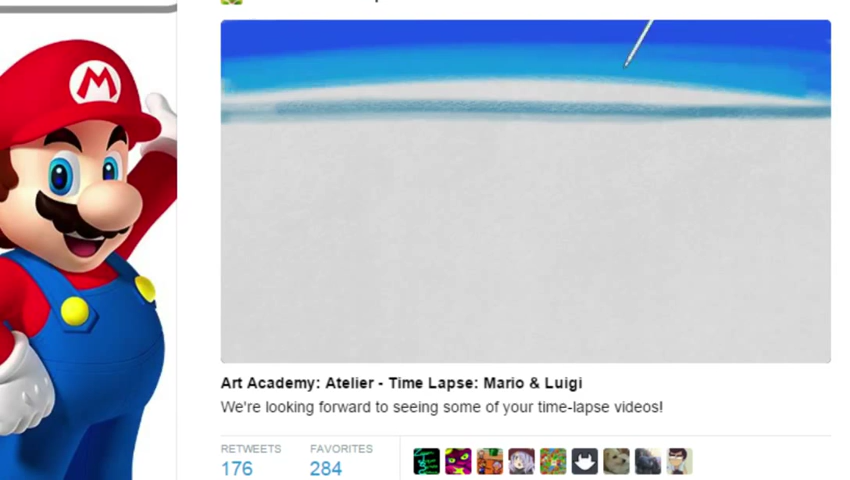 M
Art Academy: Atelier - Time Lapse: Mario & Luigi
We're looking forward to seeing some of your time-lapse videos!
RETWEETS FAVORITES
176 284